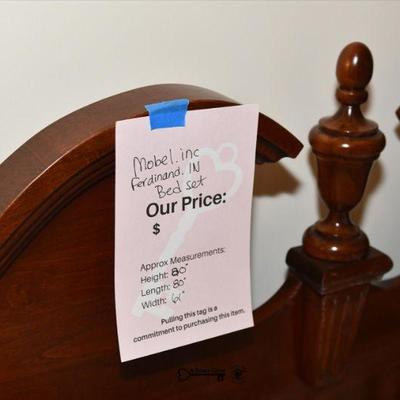 Mobel.inc
Ferdinand. IN
Bed set
Our Price:
$
Approx Measurements:
Height: 80"
Length: 80"
Width: 61"
Pulling this tag is a
commitment to purchasing this item.